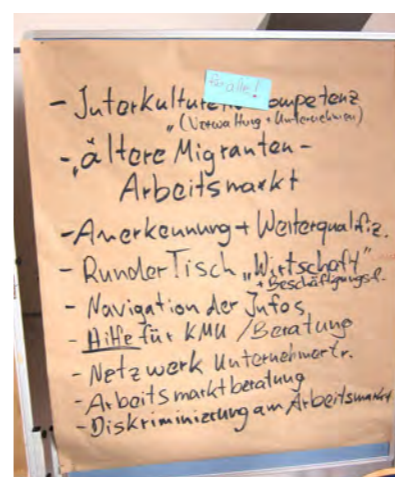 für alle!
- Interkulturelle Kompetenz
" (Verwaltung + Unternehmen)
- "ältere Migranten -
Arbeitsmarkt
- Anerkennung + Weiterqualifiz.
- Runder Tisch "Wirtschaft"
+ Beschäftigungsf.
- Navigation der Infos
- Hilfe für KMU / Beratung
- Netzwerk Unternehmertr.
- Arbeitsmarktberatung
- Diskriminierung am Arbeitsmarkt